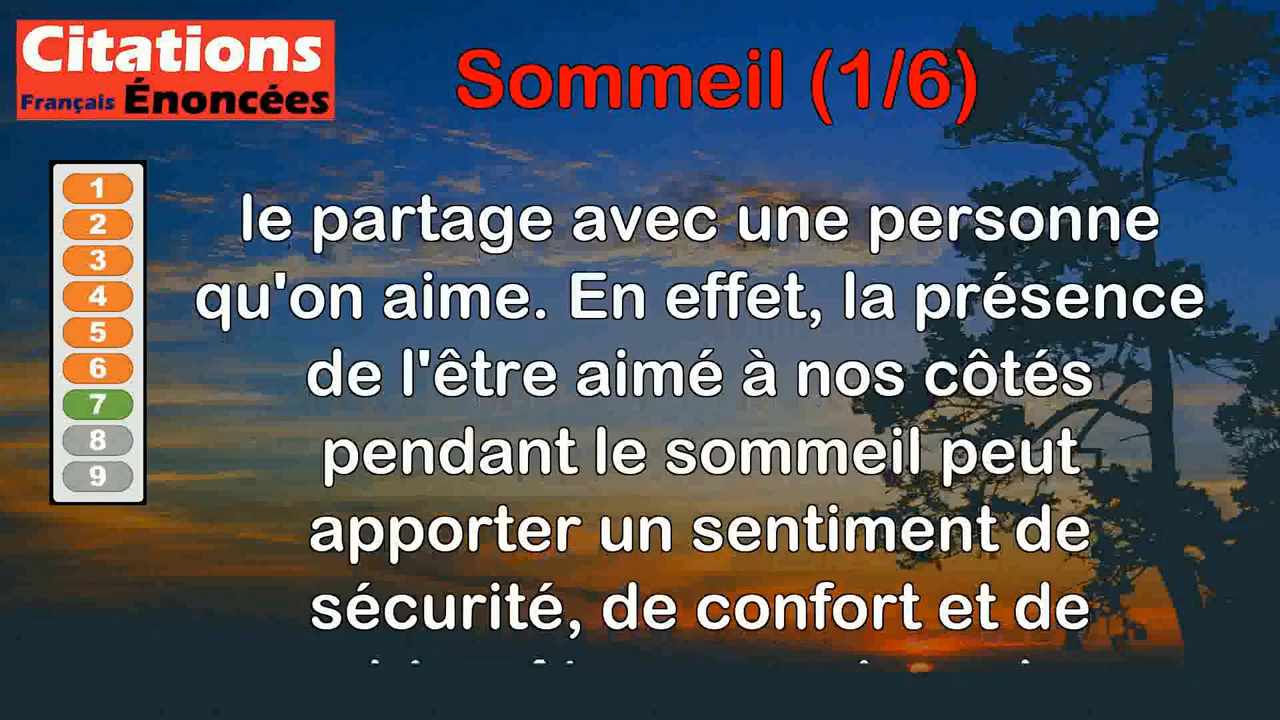 Citations
Français Énoncées
Sommeil (1/6)
1
2
3
4
5
6
7
8
9
le partage avec une personne
qu'on aime. En effet, la présence
de l'être aimé à nos côtés
pendant le sommeil peut
apporter un sentiment de
sécurité, de confort et de